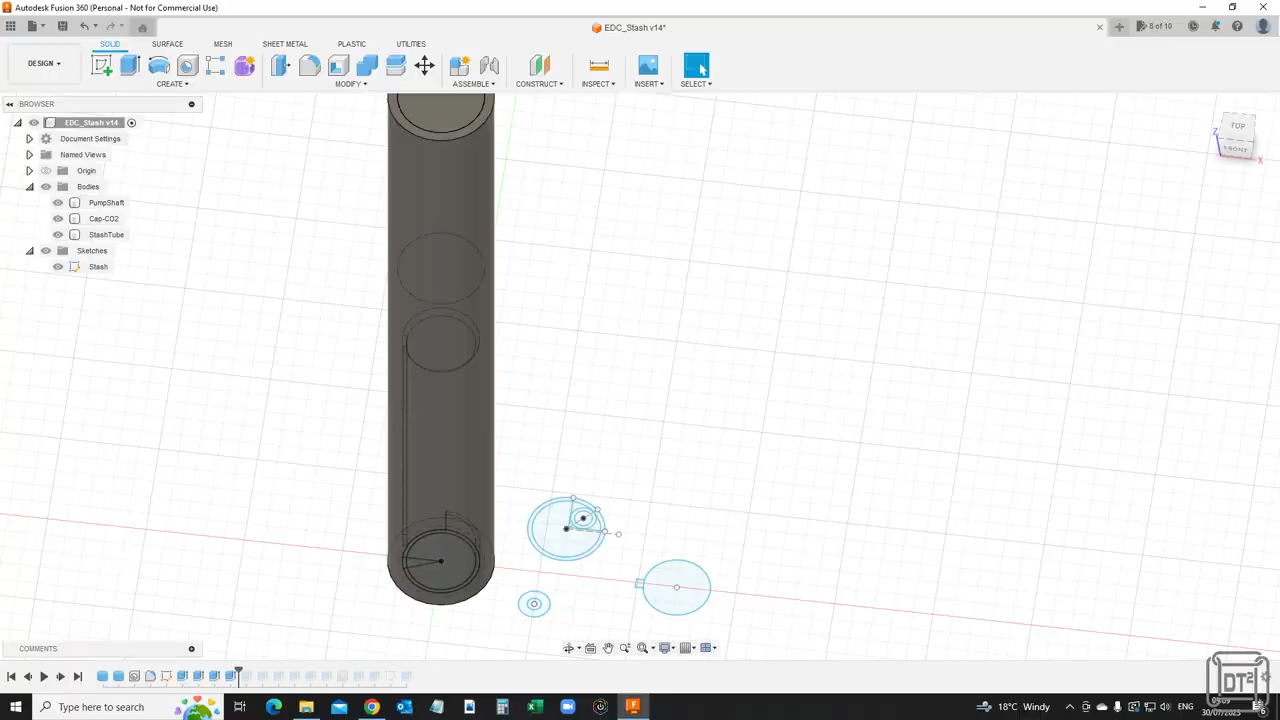 Autodesk Fusion 360 (Personal - Not for Commercial Use)
EDC_Stash v14*
8 of 10
DESIGN
SOLID
SURFACE
MESH
SHEET METAL
PLASTIC
UTILITIES
CREATE
MODIFY
ASSEMBLE
CONSTRUCT
INSPECT
INSERT
SELECT
BROWSER
EDC_Stash v14
Document Settings
Named Views
Origin
Bodies
PumpShaft
Cap-CO2
StashTube
Sketches
Stash
TOP
FRONT
Z
X
COMMENTS
DT2
Type here to search
18°C Windy
ENG
30/07/2023